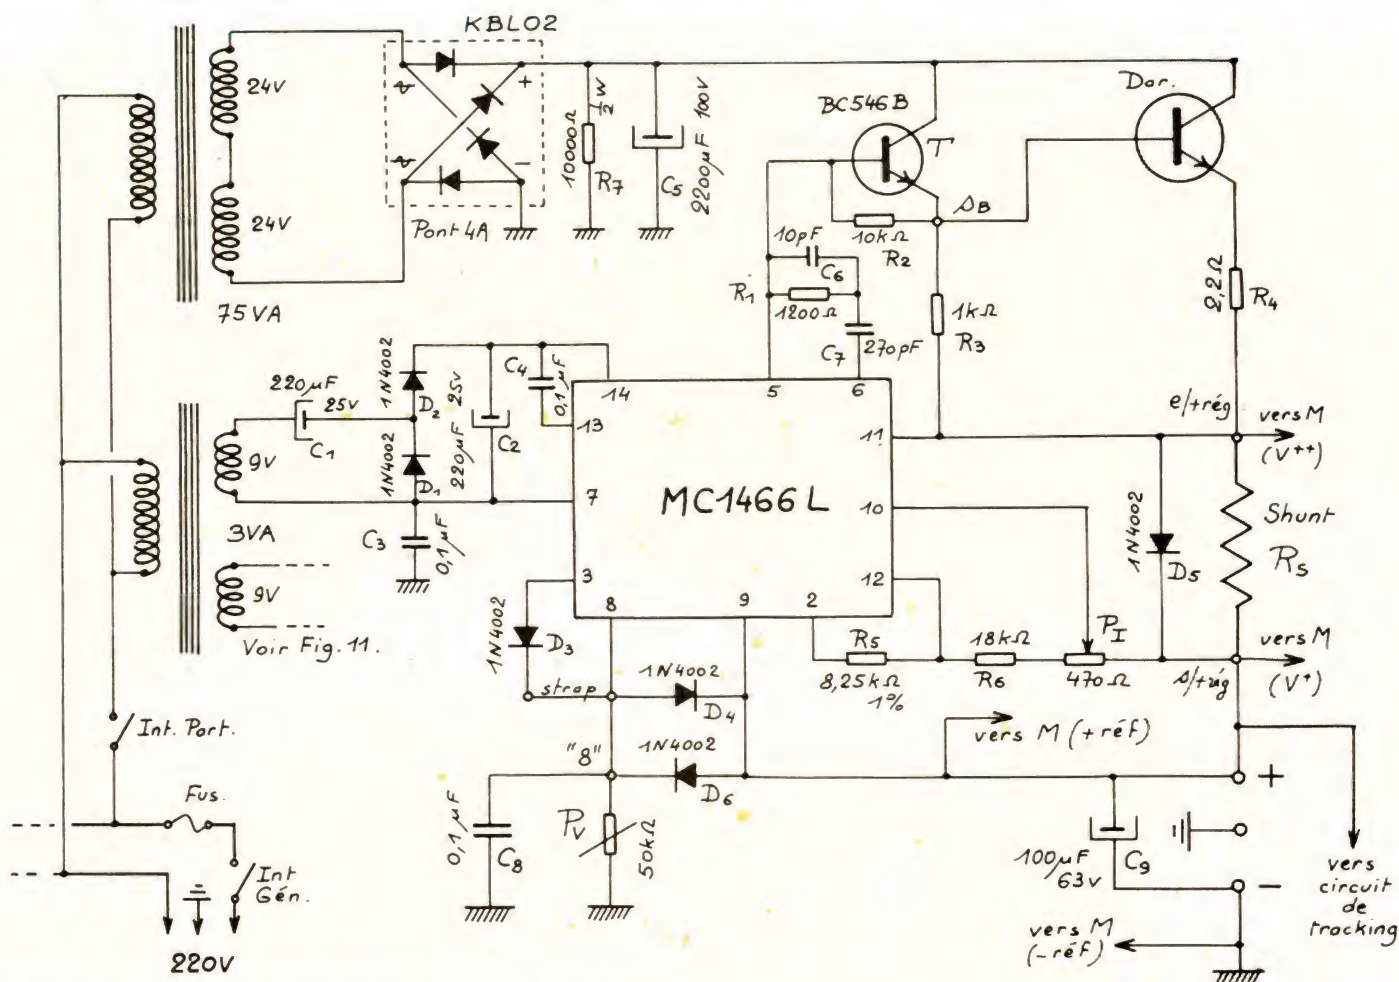 KBL02
24V
24V
75VA
+
−
Pont 4A
10000Ω
1/2 W
R7
C5
2200μF 100V
BC546B
T
Dar.
sB
10kΩ
R2
10pF
C6
R1
1200Ω
C7
270pF
1kΩ
R3
2,2Ω
R4
220μF
25V
C1
1N4002
D2
1N4002
D1
220μF 25V
C2
C4
0,1μF
9V
3VA
9V
Voir Fig. 11.
C3
0,1μF
MC1466L
14
13
7
3
8
9
2
5
6
11
10
12
e/+rég
vers M
(V++)
Shunt
Rs
1N4002
D5
PI
470Ω
18kΩ
R6
R5
8,25kΩ
1%
s/+rég
vers M
(V+)
1N4002
D3
strap
1N4002
D4
"8"
1N4002
D6
vers M (+réf)
0,1μF
C8
PV
50kΩ
100μF
63V
C9
+
−
vers
circuit
de
tracking
vers M
(−réf)
Int. Part.
Fus.
Int
Gén.
220V